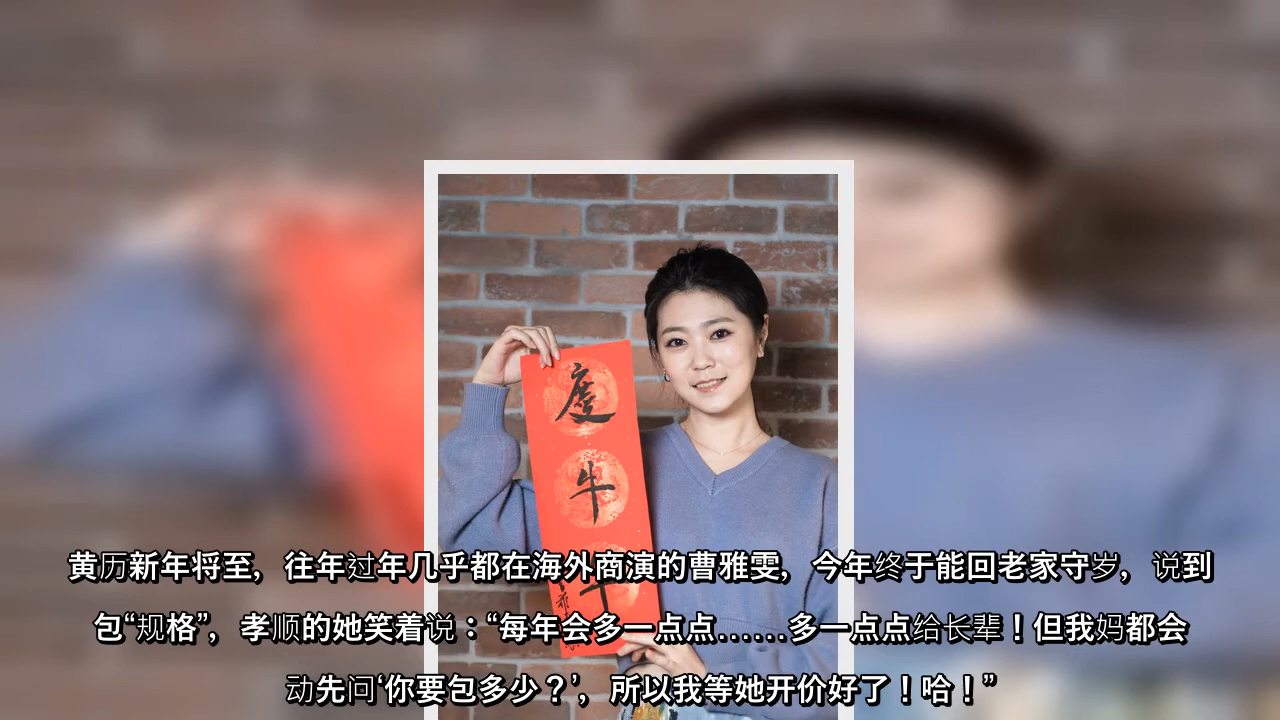 度
牛
年
黄历新年将至，往年过年几乎都在海外商演的曹雅雯，今年终于能回老家守岁，说到
包“规格”，孝顺的她笑着说：“每年会多一点点……多一点点给长辈！但我妈都会
动先问‘你要包多少？’，所以我等她开价好了！哈！”